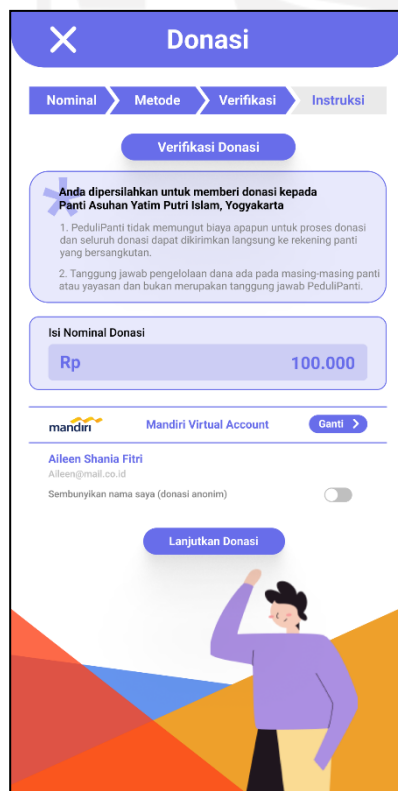 Donasi
Nominal
Metode
Verifikasi
Instruksi
Verifikasi Donasi
Anda dipersilahkan untuk memberi donasi kepada
Panti Asuhan Yatim Putri Islam, Yogyakarta
1. PeduliPanti tidak memungut biaya apapun untuk proses donasi
dan seluruh donasi dapat dikirimkan langsung ke rekening panti
yang bersangkutan.
2. Tanggung jawab pengelolaan dana ada pada masing-masing panti
atau yayasan dan bukan merupakan tanggung jawab PeduliPanti.
Isi Nominal Donasi
Rp 100.000
mandiri Mandiri Virtual Account Ganti
Aileen Shania Fitri
Aileen@mail.co.id
Sembunyikan nama saya (donasi anonim)
Lanjutkan Donasi